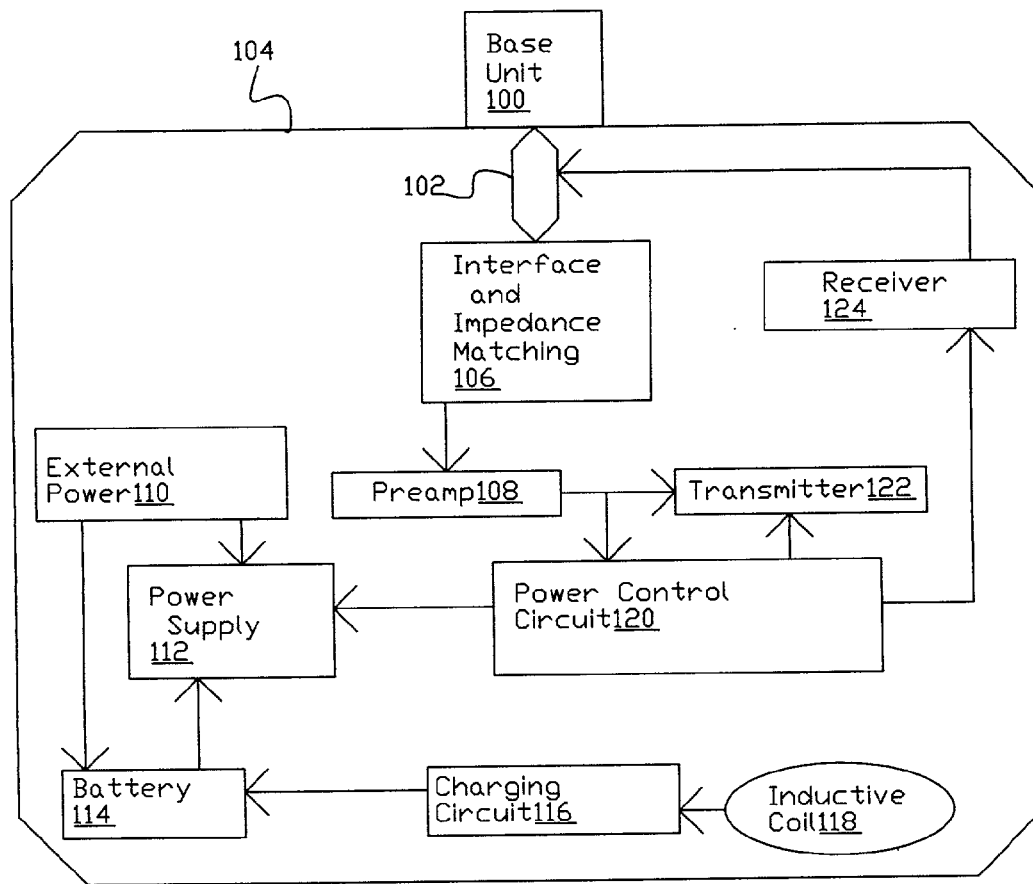 Base
Unit
100
104
102
Interface
and
Impedance
Matching
106
Receiver
124
External
Power110
Preamp108
Transmitter122
Power
Supply
112
Power Control
Circuit120
Battery
114
Charging
Circuit116
Inductive
Coil118